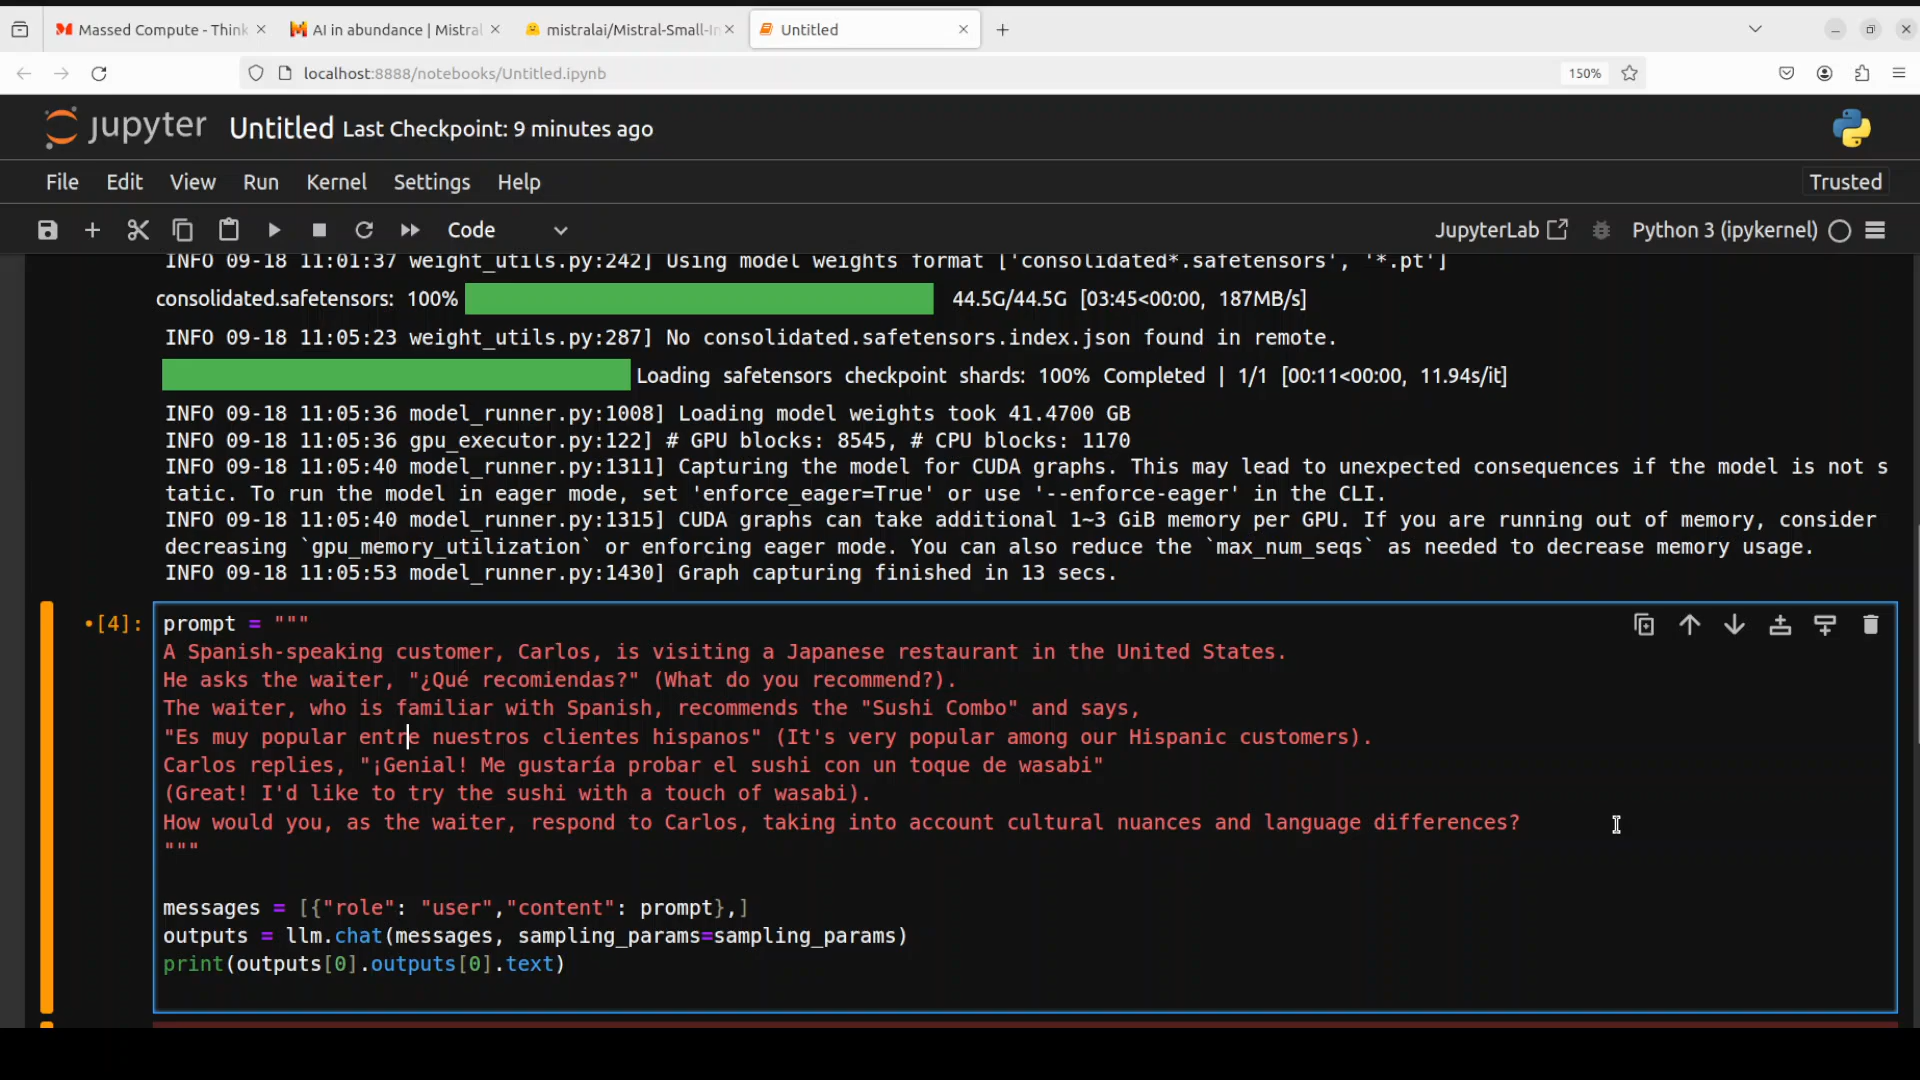 Massed Compute - Think
AI in abundance | Mistral
mistralai/Mistral-Small-In
Untitled
localhost:8888/notebooks/Untitled.ipynb
150%
jupyter Untitled Last Checkpoint: 9 minutes ago
File Edit View Run Kernel Settings Help
Trusted
Code
JupyterLab
Python 3 (ipykernel)
INFO 09-18 11:01:37 weight_utils.py:242] Using model weights format ['consolidated*.safetensors', '*.pt']
consolidated.safetensors: 100% 44.5G/44.5G [03:45<00:00, 187MB/s]
INFO 09-18 11:05:23 weight_utils.py:287] No consolidated.safetensors.index.json found in remote.
Loading safetensors checkpoint shards: 100% Completed | 1/1 [00:11<00:00, 11.94s/it]
INFO 09-18 11:05:36 model_runner.py:1008] Loading model weights took 41.4700 GB
INFO 09-18 11:05:36 gpu_executor.py:122] # GPU blocks: 8545, # CPU blocks: 1170
INFO 09-18 11:05:40 model_runner.py:1311] Capturing the model for CUDA graphs. This may lead to unexpected consequences if the model is not s
tatic. To run the model in eager mode, set 'enforce_eager=True' or use '--enforce-eager' in the CLI.
INFO 09-18 11:05:40 model_runner.py:1315] CUDA graphs can take additional 1~3 GiB memory per GPU. If you are running out of memory, consider
decreasing `gpu_memory_utilization` or enforcing eager mode. You can also reduce the `max_num_seqs` as needed to decrease memory usage.
INFO 09-18 11:05:53 model_runner.py:1430] Graph capturing finished in 13 secs.
•[4]: prompt = """
A Spanish-speaking customer, Carlos, is visiting a Japanese restaurant in the United States.
He asks the waiter, "¿Qué recomiendas?" (What do you recommend?).
The waiter, who is familiar with Spanish, recommends the "Sushi Combo" and says,
"Es muy popular entre nuestros clientes hispanos" (It's very popular among our Hispanic customers).
Carlos replies, "¡Genial! Me gustaría probar el sushi con un toque de wasabi"
(Great! I'd like to try the sushi with a touch of wasabi).
How would you, as the waiter, respond to Carlos, taking into account cultural nuances and language differences?
"""
messages = [{"role": "user","content": prompt},]
outputs = llm.chat(messages, sampling_params=sampling_params)
print(outputs[0].outputs[0].text)